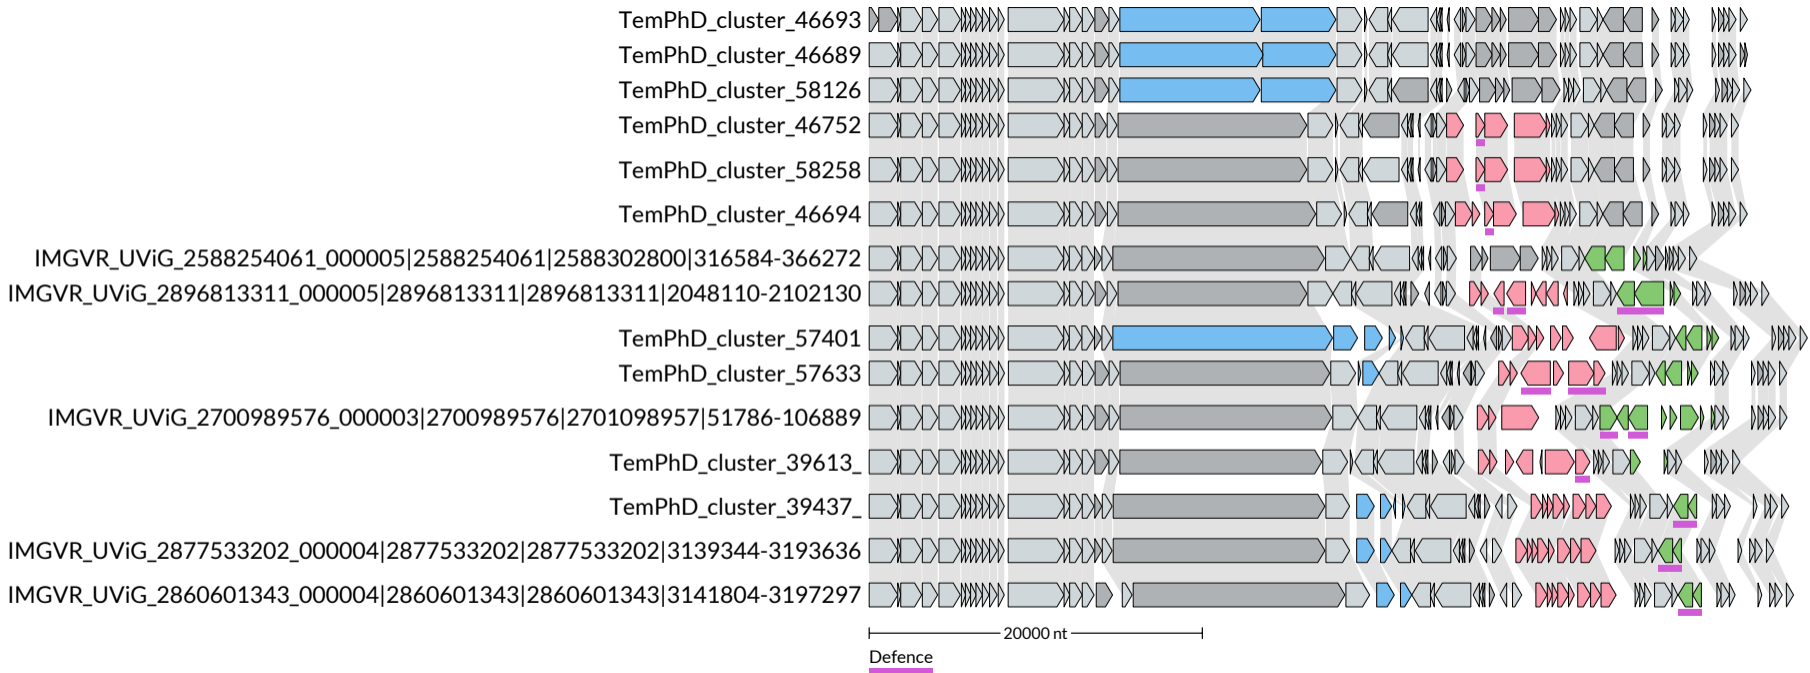 TemPhD_cluster_46693
TemPhD_cluster_46689
TemPhD_cluster_58126
TemPhD_cluster_46752
TemPhD_cluster_58258
TemPhD_cluster_46694
IMGVR_UViG_2588254061_000005|2588254061|2588302800|316584-366272
IMGVR_UViG_2896813311_000005|2896813311|2896813311|2048110-2102130
TemPhD_cluster_57401
TemPhD_cluster_57633
IMGVR_UViG_2700989576_000003|2700989576|2701098957|51786-106889
TemPhD_cluster_39613_
TemPhD_cluster_39437_
IMGVR_UViG_2877533202_000004|2877533202|2877533202|3139344-3193636
IMGVR_UViG_2860601343_000004|2860601343|2860601343|3141804-3197297
20000 nt
Defence